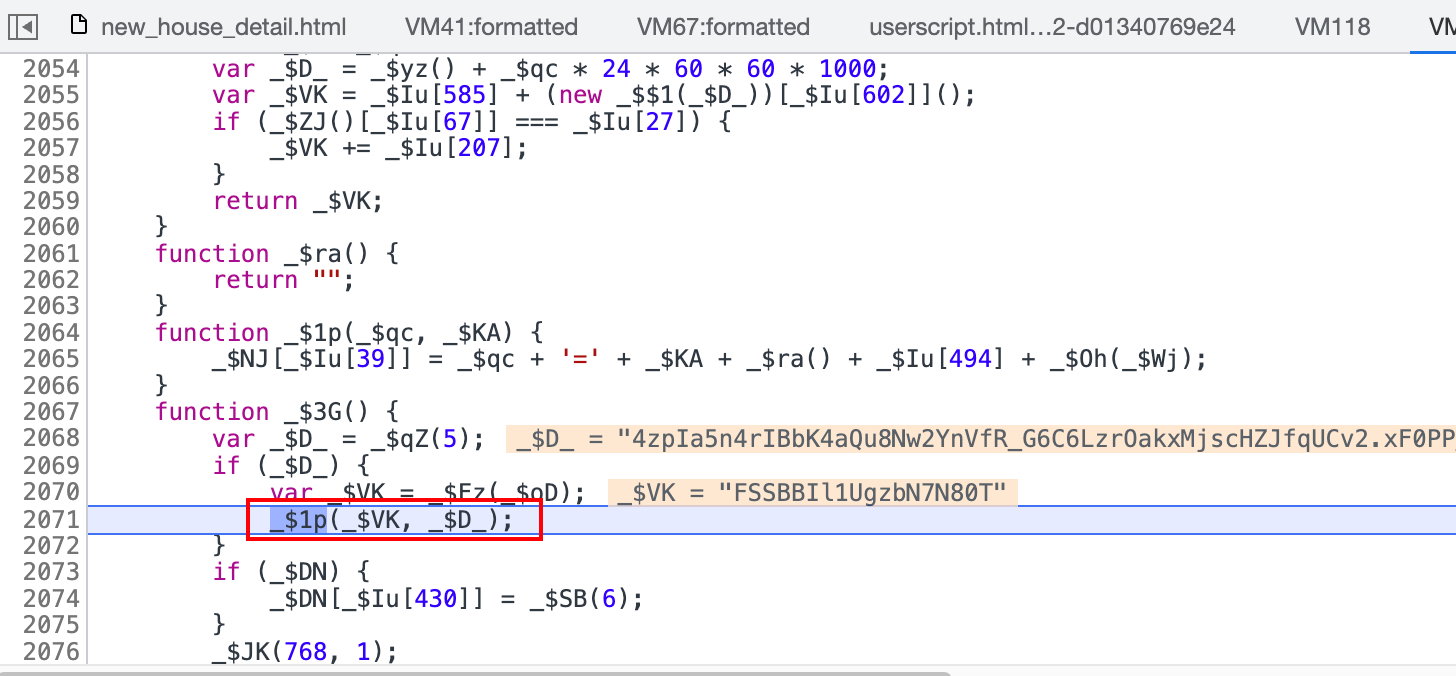 new_house_detail.html VM41:formatted VM67:formatted userscript.html…2-d01340769e24 VM118 VM
2054 var _$D_ = _$yz() + _$qc * 24 * 60 * 60 * 1000;
2055 var _$VK = _$Iu[585] + (new _$$1(_$D_))[_$Iu[602]]();
2056 if (_$ZJ()[_$Iu[67]] === _$Iu[27]) {
2057 _$VK += _$Iu[207];
2058 }
2059 return _$VK;
2060 }
2061 function _$ra() {
2062 return "";
2063 }
2064 function _$1p(_$qc, _$KA) {
2065 _$NJ[_$Iu[39]] = _$qc + '=' + _$KA + _$ra() + _$Iu[494] + _$Oh(_$Wj);
2066 }
2067 function _$3G() {
2068 var _$D_ = _$qZ(5); _$D_ = "4zpIa5n4rIBbK4aQu8Nw2YnVfR_G6C6LzrOakxMjscHZJfqUCv2.xF0PP
2069 if (_$D_) {
2070 var _$VK = _$Fz(_$oD); _$VK = "FSSBBIl1UgzbN7N80T"
2071 _$1p(_$VK, _$D_);
2072 }
2073 if (_$DN) {
2074 _$DN[_$Iu[430]] = _$SB(6);
2075 }
2076 _$JK(768, 1);